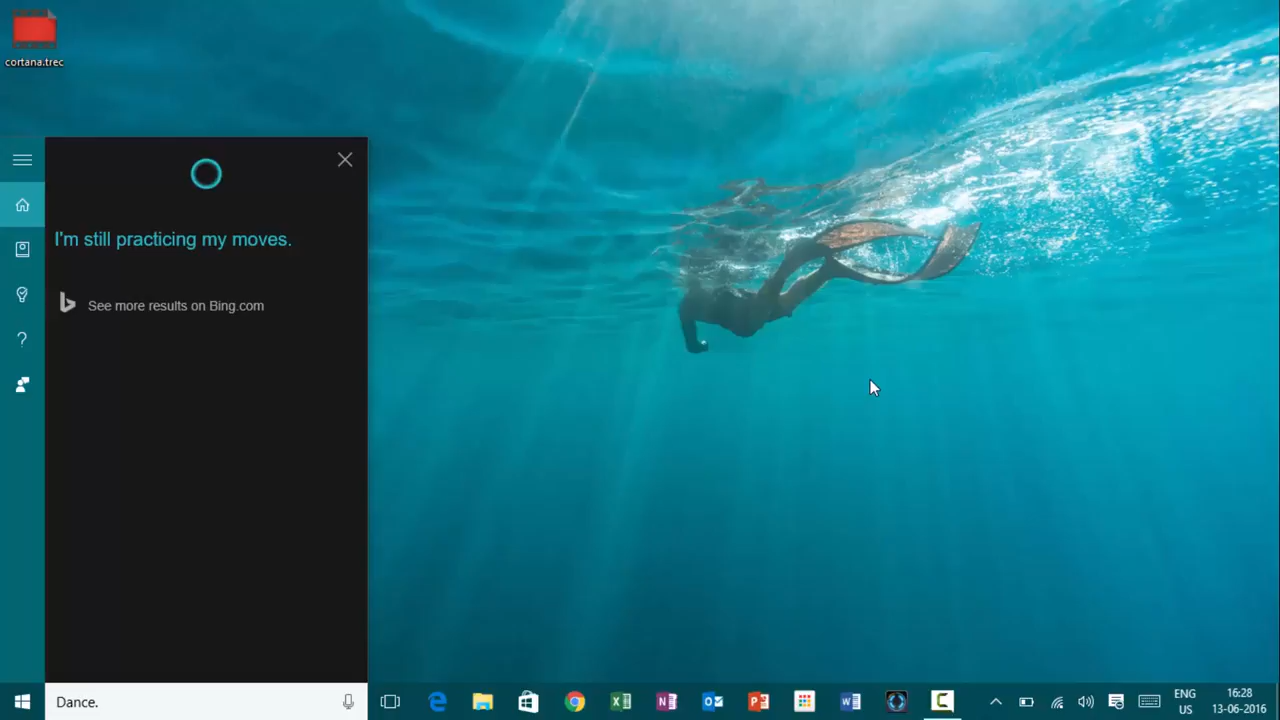 cortana.trec
I'm still practicing my moves.
See more results on Bing.com
Dance.
ENG
US
16:28
13-06-2016